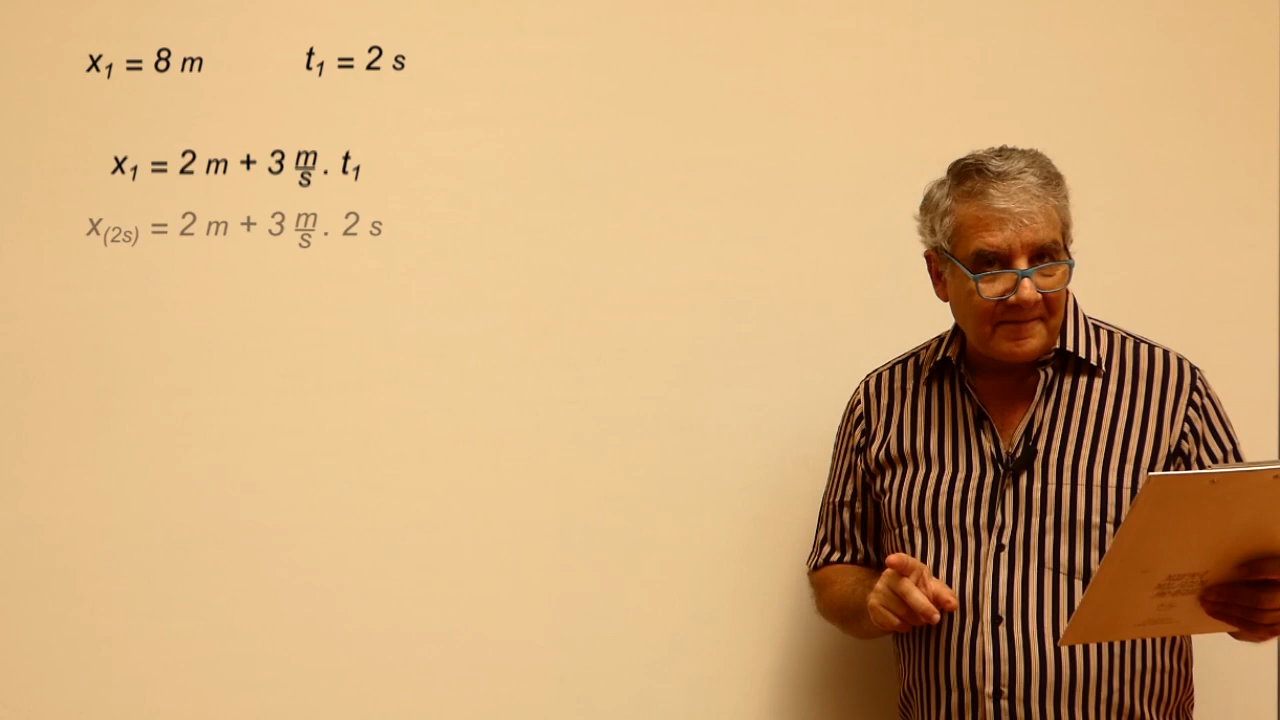 x₁ = 8 m t₁ = 2 s
x₁ = 2 m + 3 m/s . t₁
x₍₂ₛ₎ = 2 m + 3 m/s . 2 s